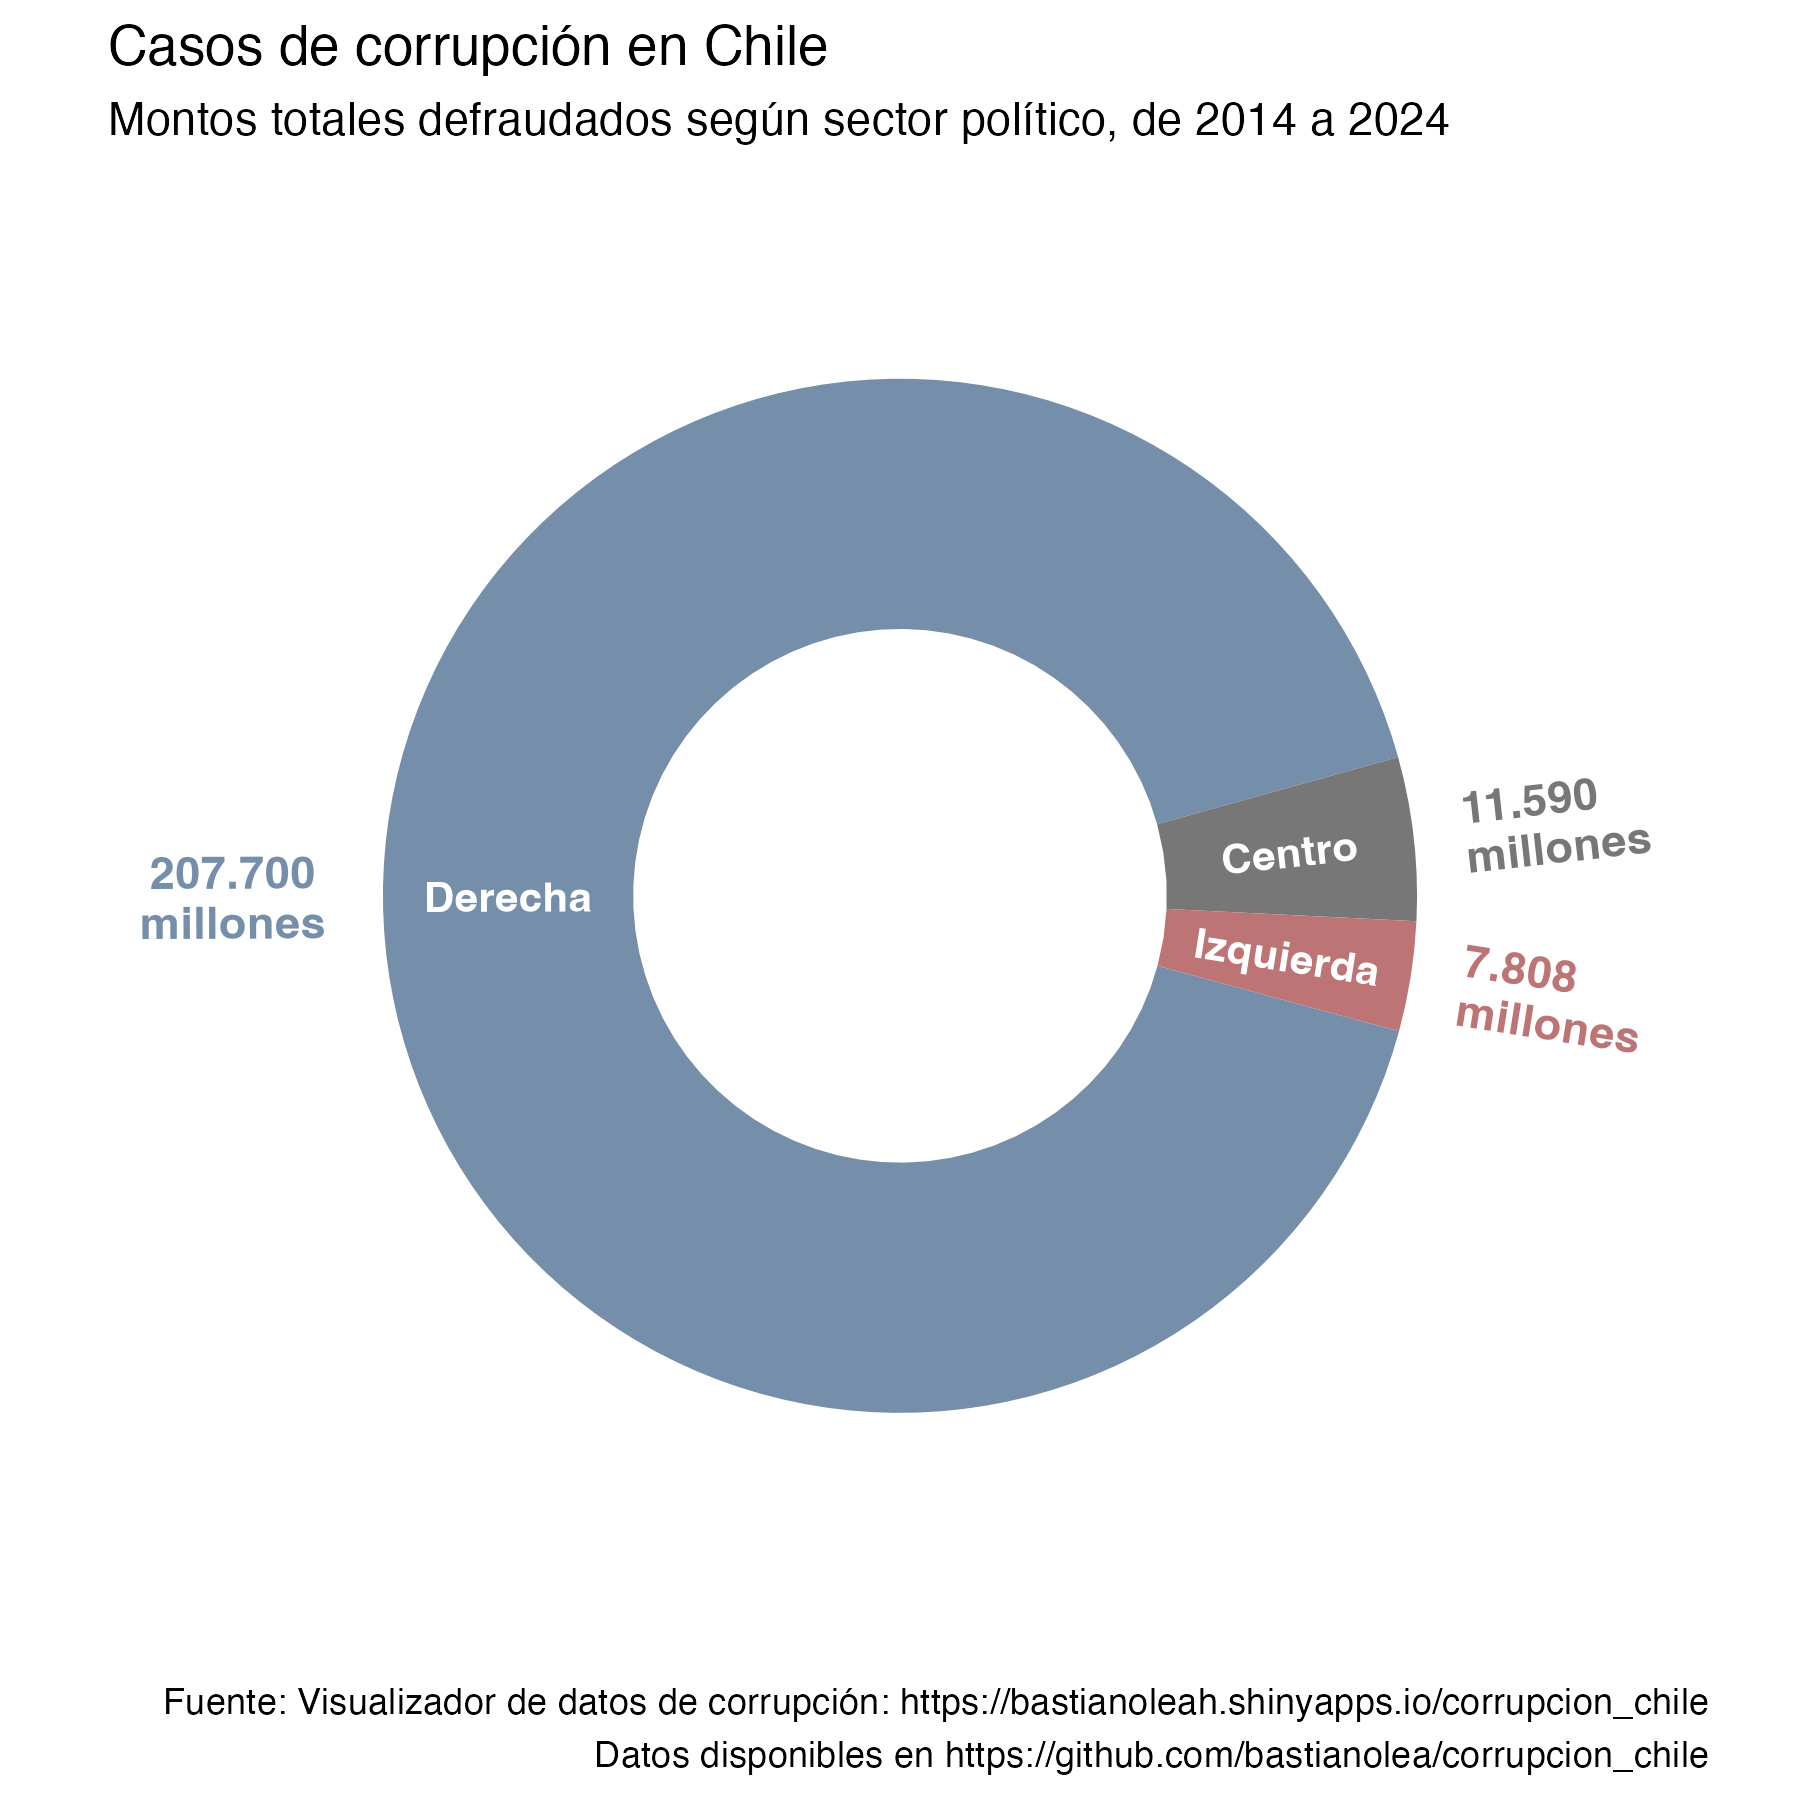 Casos de corrupción en Chile
Montos totales defraudados según sector político, de 2014 a 2024
207.700
millones
Derecha
Centro
11.590
millones
Izquierda
7.808
millones
Fuente: Visualizador de datos de corrupción: https://bastianoleah.shinyapps.io/corrupcion_chile
Datos disponibles en https://github.com/bastianolea/corrupcion_chile